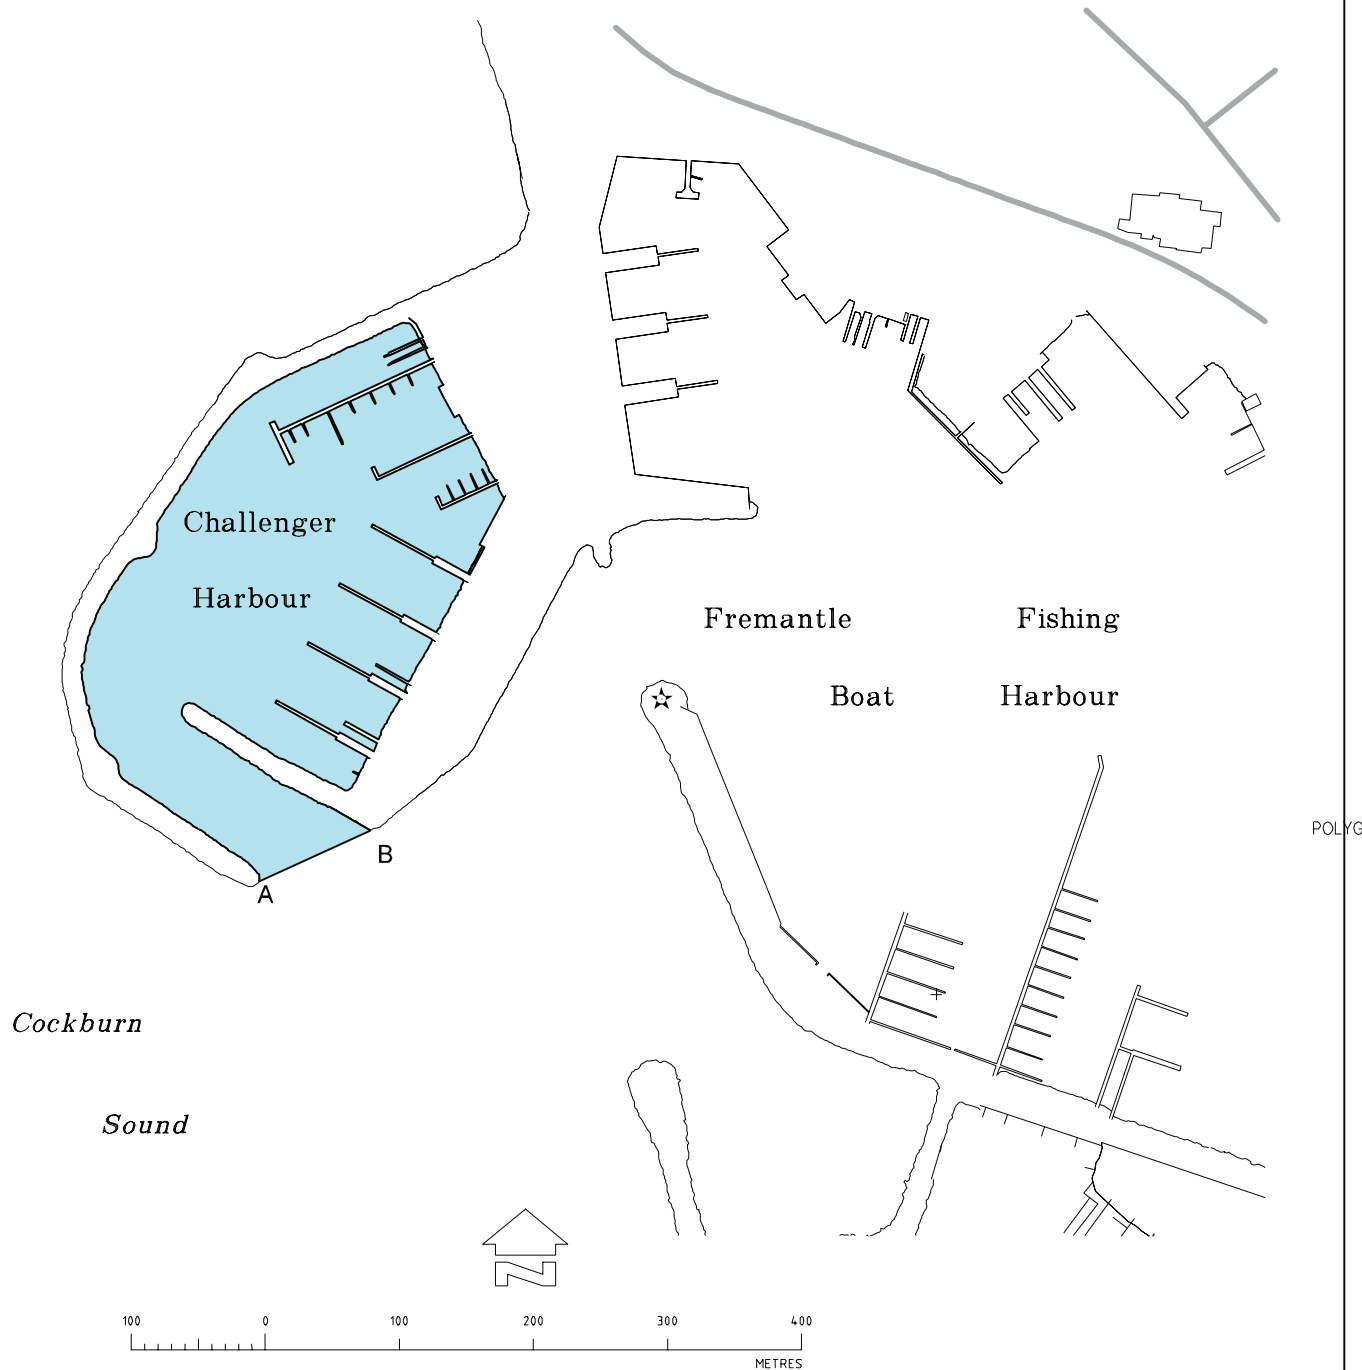 Challenger
Harbour
Fremantle Fishing
Boat Harbour
POLYG
B
A
Cockburn
Sound
N
100 0 100 200 300 400
METRES